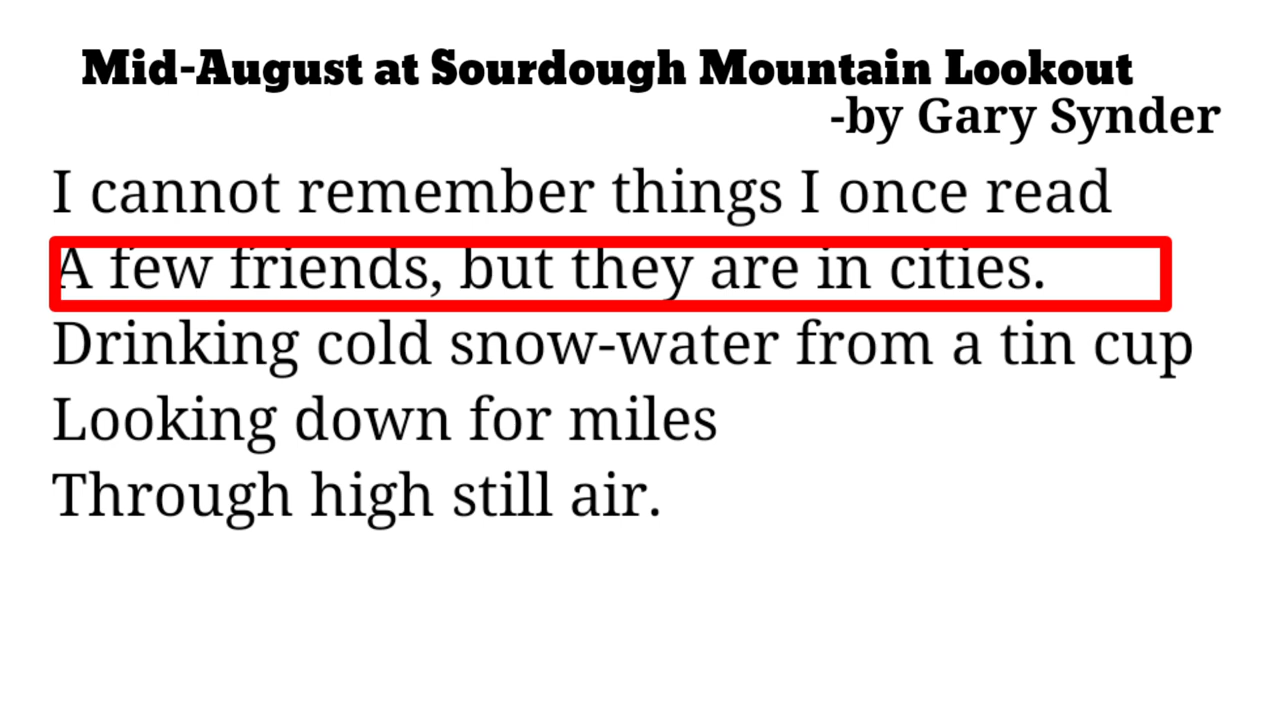 Mid-August at Sourdough Mountain Lookout
-by Gary Synder
I cannot remember things I once read
A few friends, but they are in cities.
Drinking cold snow-water from a tin cup
Looking down for miles
Through high still air.